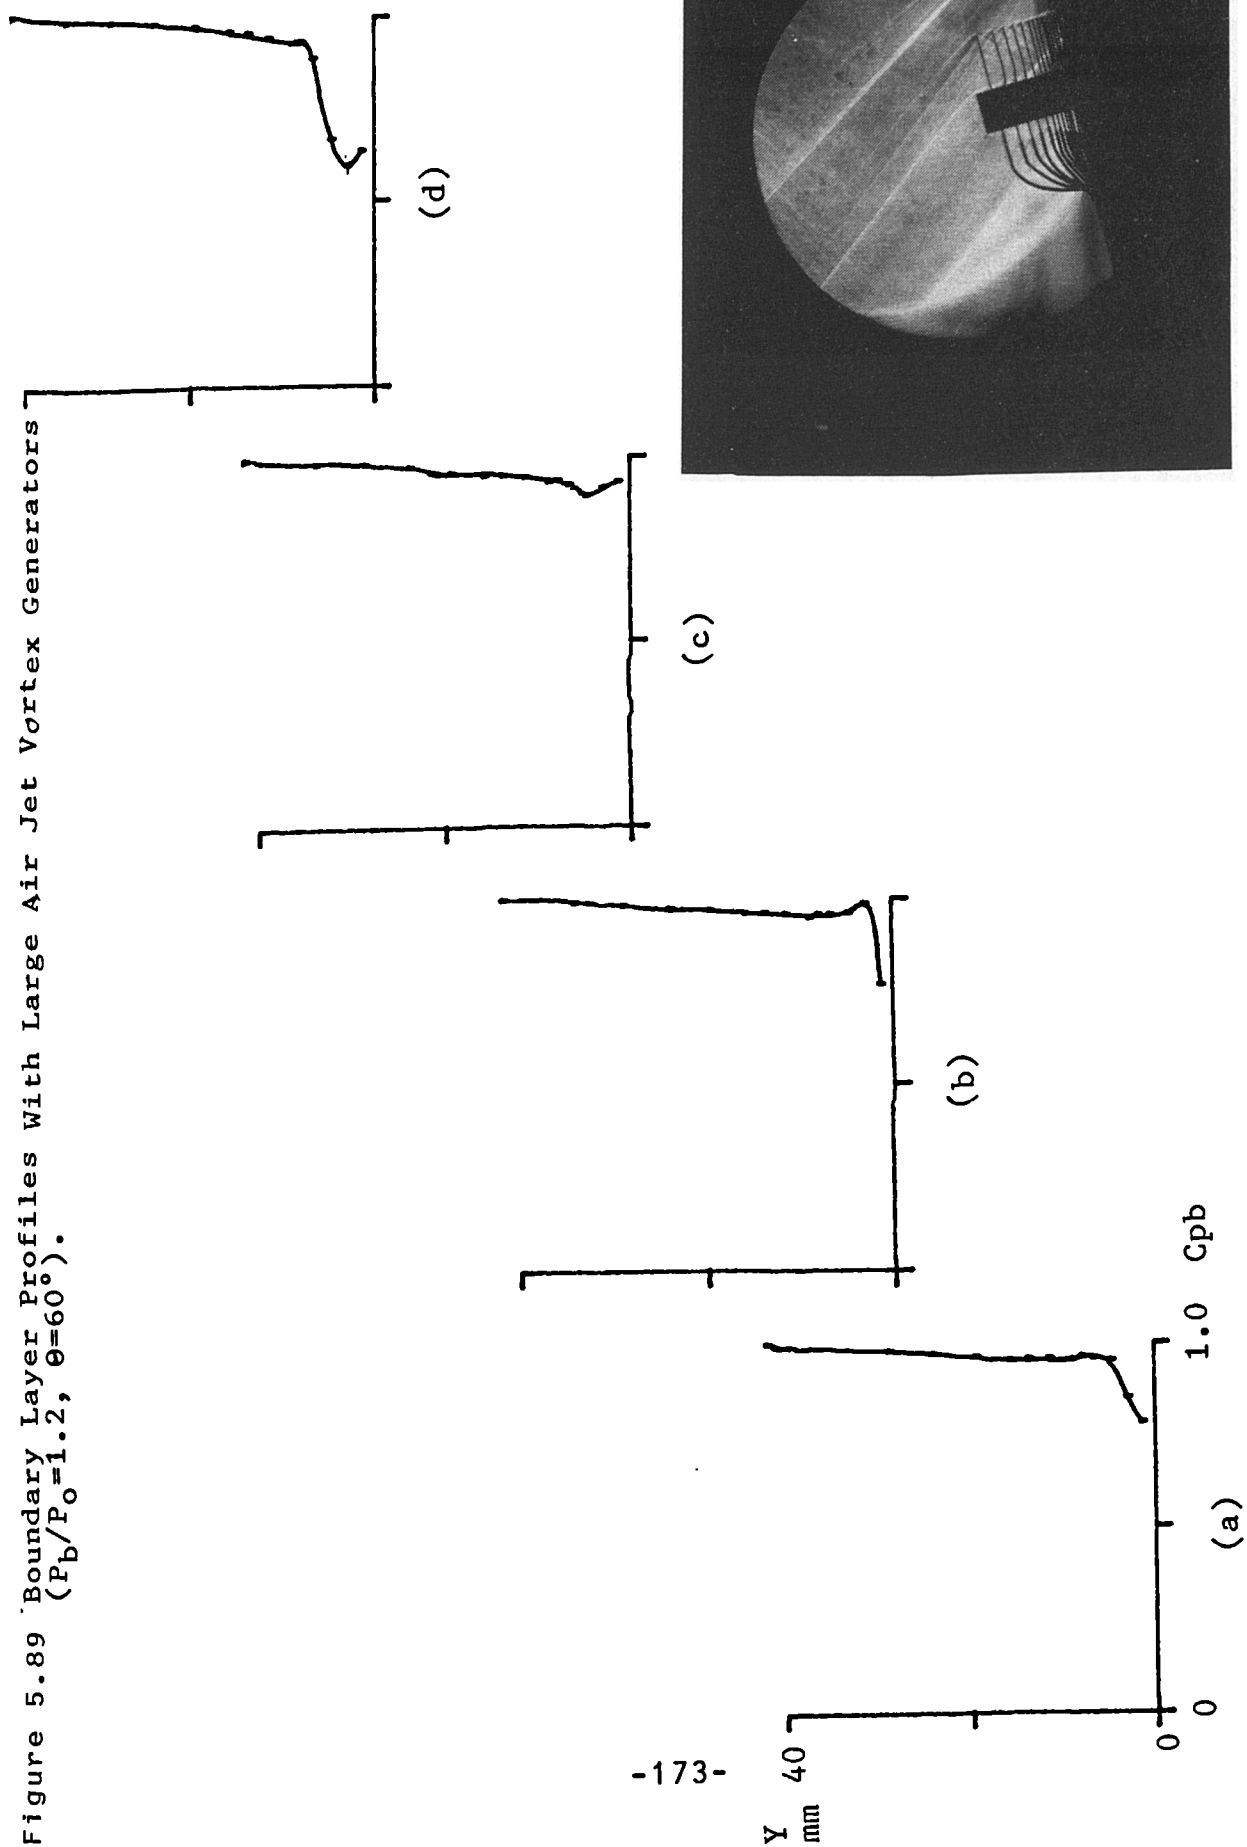 Figure 5.89 Boundary Layer Profiles With Large Air Jet Vortex Generators
(Pb/Po=1.2, θ=60°).
(d)
(c)
(b)
(a)
Y
mm
40
0
0
1.0
Cpb
-173-